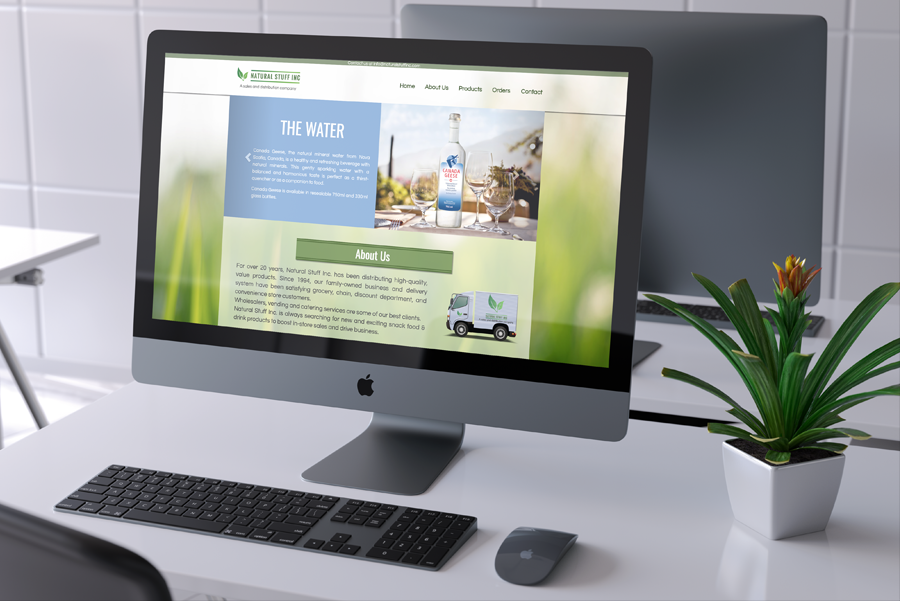 NATURAL STUFF INC
A sales and distribution company
Home About Us Products Orders Contact
THE WATER
Canada Geese, the natural mineral water from Nova
Scotia, Canada, is a healthy and refreshing beverage with
natural minerals. This gently sparkling water with a
balanced and harmonious taste is perfect as a thirst-
quencher or as a companion to food.
Canada Geese is available in resealable 750ml and 330ml
glass bottles.
CANADA
GEESE
About Us
For over 20 years, Natural Stuff Inc. has been distributing high-quality,
value products. Since 1994, our family-owned business and delivery
system have been satisfying grocery, chain, discount department, and
convenience store customers.
Wholesalers, vending and catering services are some of our best clients.
Natural Stuff Inc. is always searching for new and exciting snack food &
drink products to boost in-store sales and drive business.